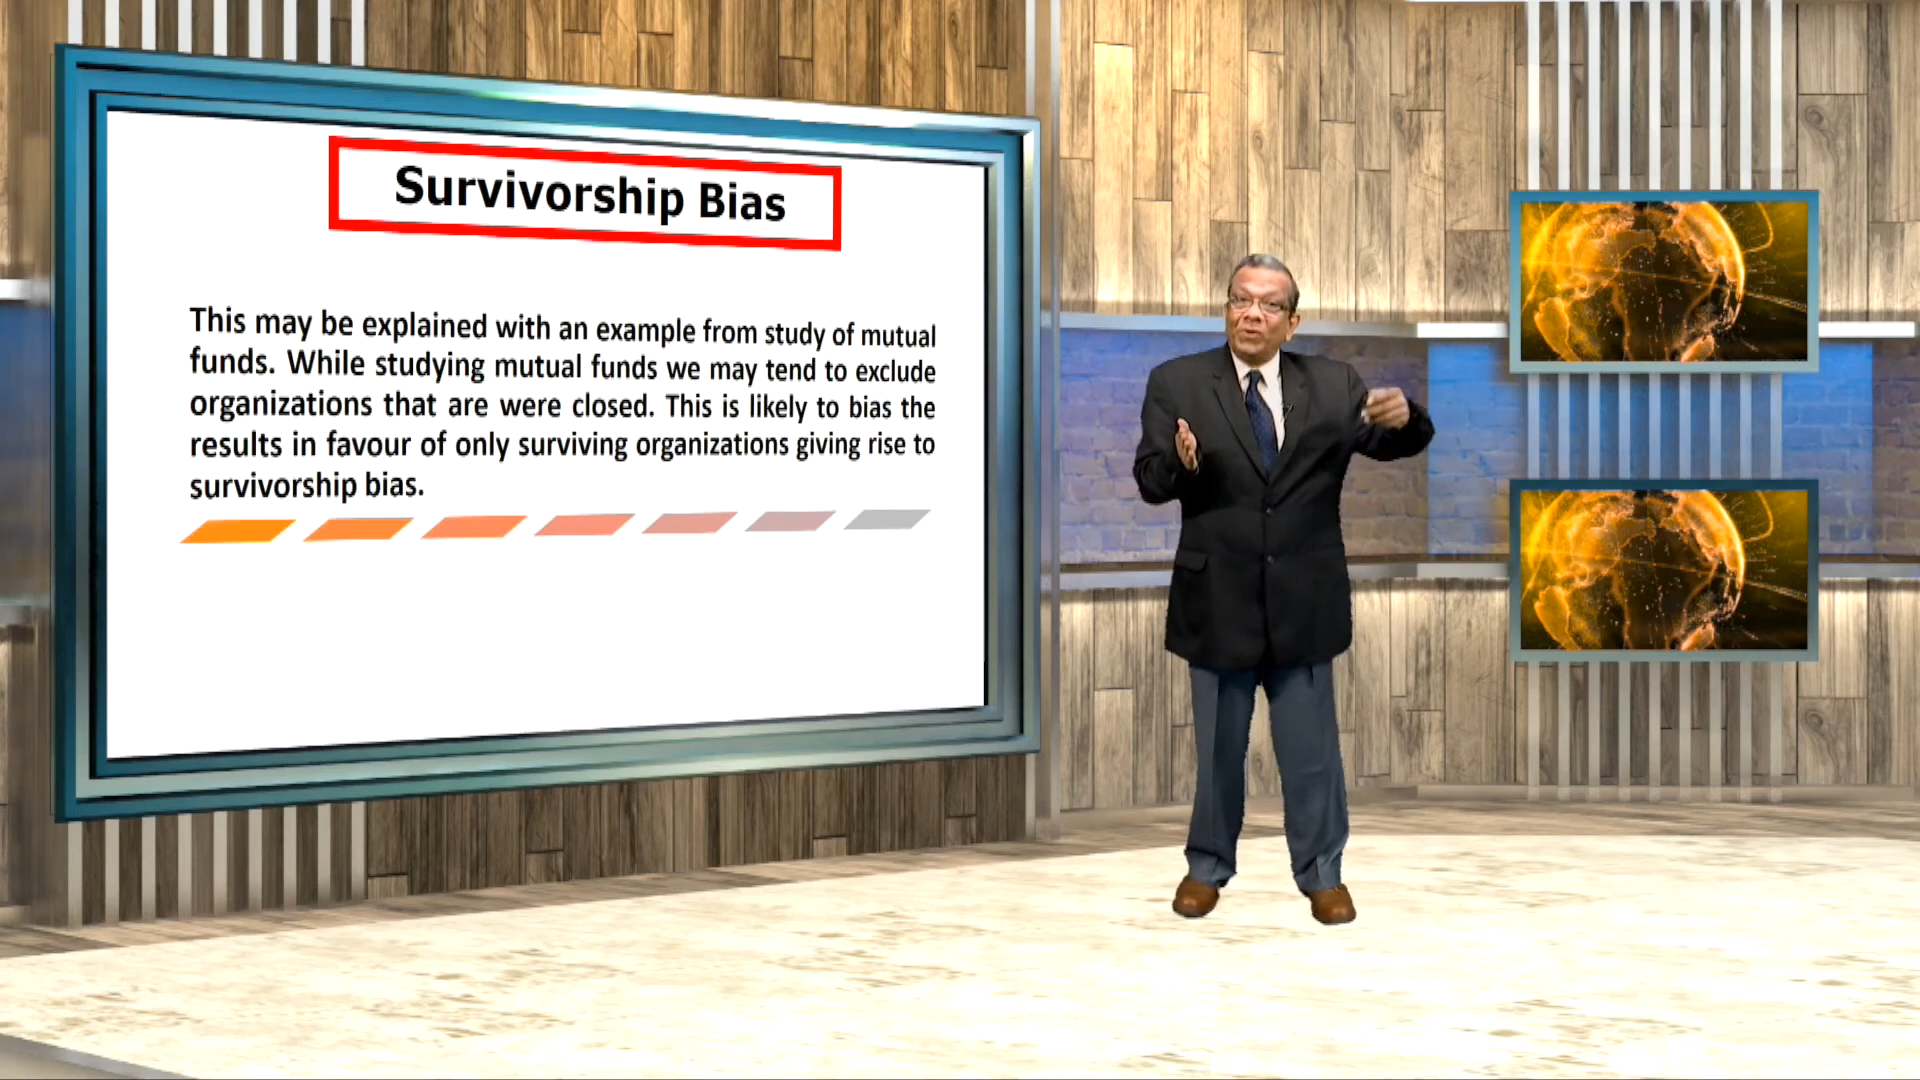 Survivorship Bias
This may be explained with an example from study of mutual
funds. While studying mutual funds we may tend to exclude
organizations that are were closed. This is likely to bias the
results in favour of only surviving organizations giving rise to
survivorship bias.